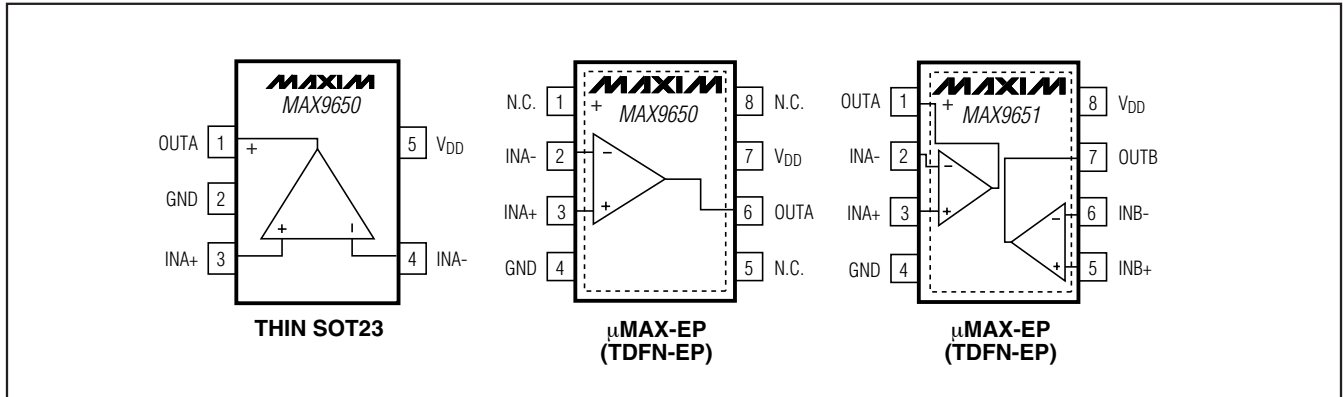 MAXIM
MAX9650
OUTA 1
+
5 VDD
GND 2
+ −
INA+ 3
4 INA-
THIN SOT23
MAXIM
MAX9650
N.C. 1
+
8 N.C.
INA- 2
−
7 VDD
INA+ 3
+
6 OUTA
GND 4
5 N.C.
μMAX-EP
(TDFN-EP)
MAXIM
MAX9651
OUTA 1
+
8 VDD
INA- 2
−
7 OUTB
INA+ 3
+
− 6 INB-
GND 4
+ 5 INB+
μMAX-EP
(TDFN-EP)